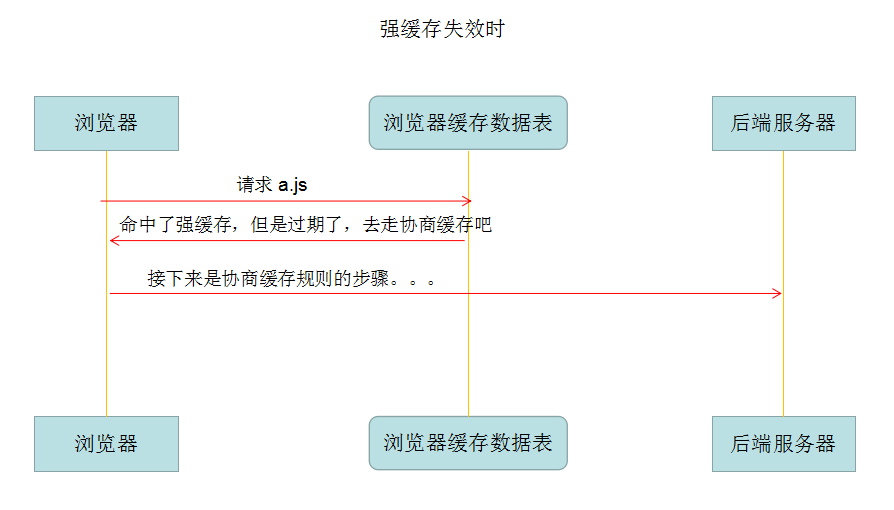 强缓存失效时
浏览器
浏览器缓存数据表
后端服务器
请求 a.js
命中了强缓存，但是过期了，去走协商缓存吧
接下来是协商缓存规则的步骤。。。
浏览器
浏览器缓存数据表
后端服务器